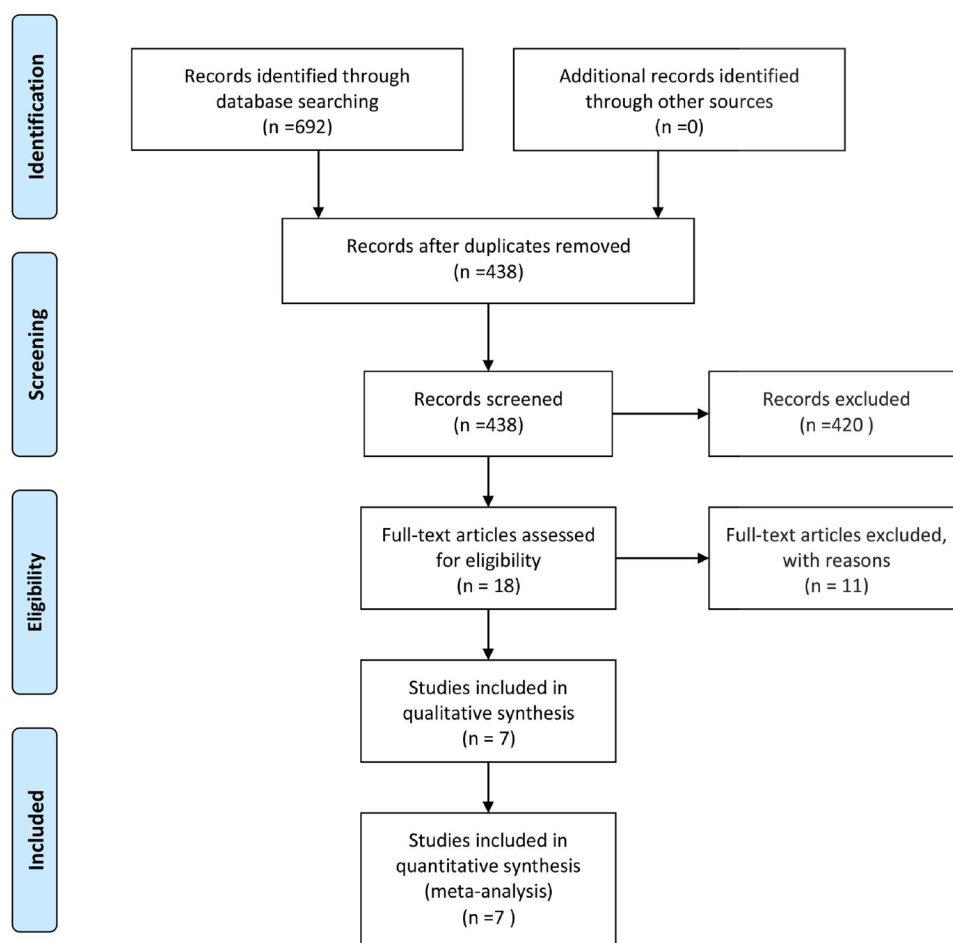 Identification
Records identified through
database searching
(n =692)
Additional records identified
through other sources
(n =0)
Records after duplicates removed
(n =438)
Screening
Records screened
(n =438)
Records excluded
(n =420 )
Eligibility
Full-text articles assessed
for eligibility
(n = 18)
Full-text articles excluded,
with reasons
(n = 11)
Studies included in
qualitative synthesis
(n = 7)
Included
Studies included in
quantitative synthesis
(meta-analysis)
(n =7 )